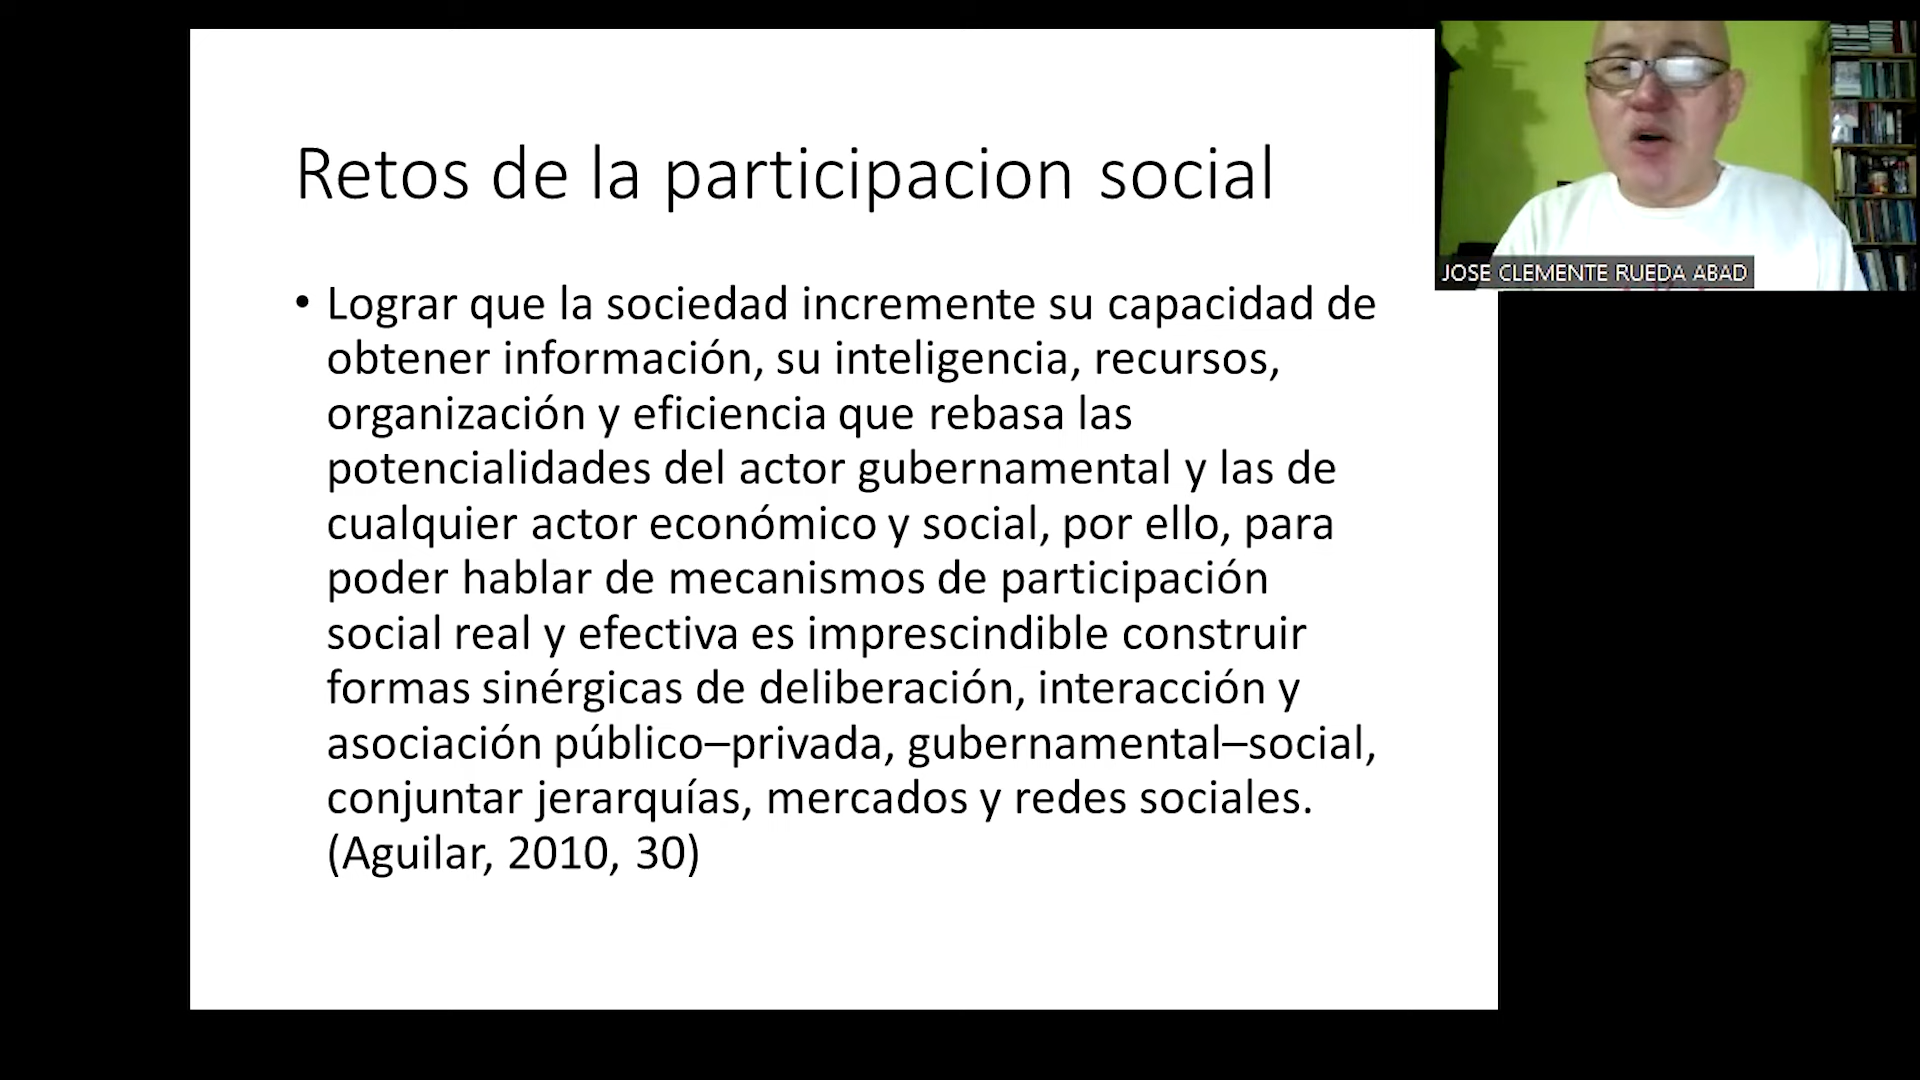 Retos de la participacion social
• Lograr que la sociedad incremente su capacidad de
obtener información, su inteligencia, recursos,
organización y eficiencia que rebasa las
potencialidades del actor gubernamental y las de
cualquier actor económico y social, por ello, para
poder hablar de mecanismos de participación
social real y efectiva es imprescindible construir
formas sinérgicas de deliberación, interacción y
asociación público–privada, gubernamental–social,
conjuntar jerarquías, mercados y redes sociales.
(Aguilar, 2010, 30)
JOSE CLEMENTE RUEDA ABAD